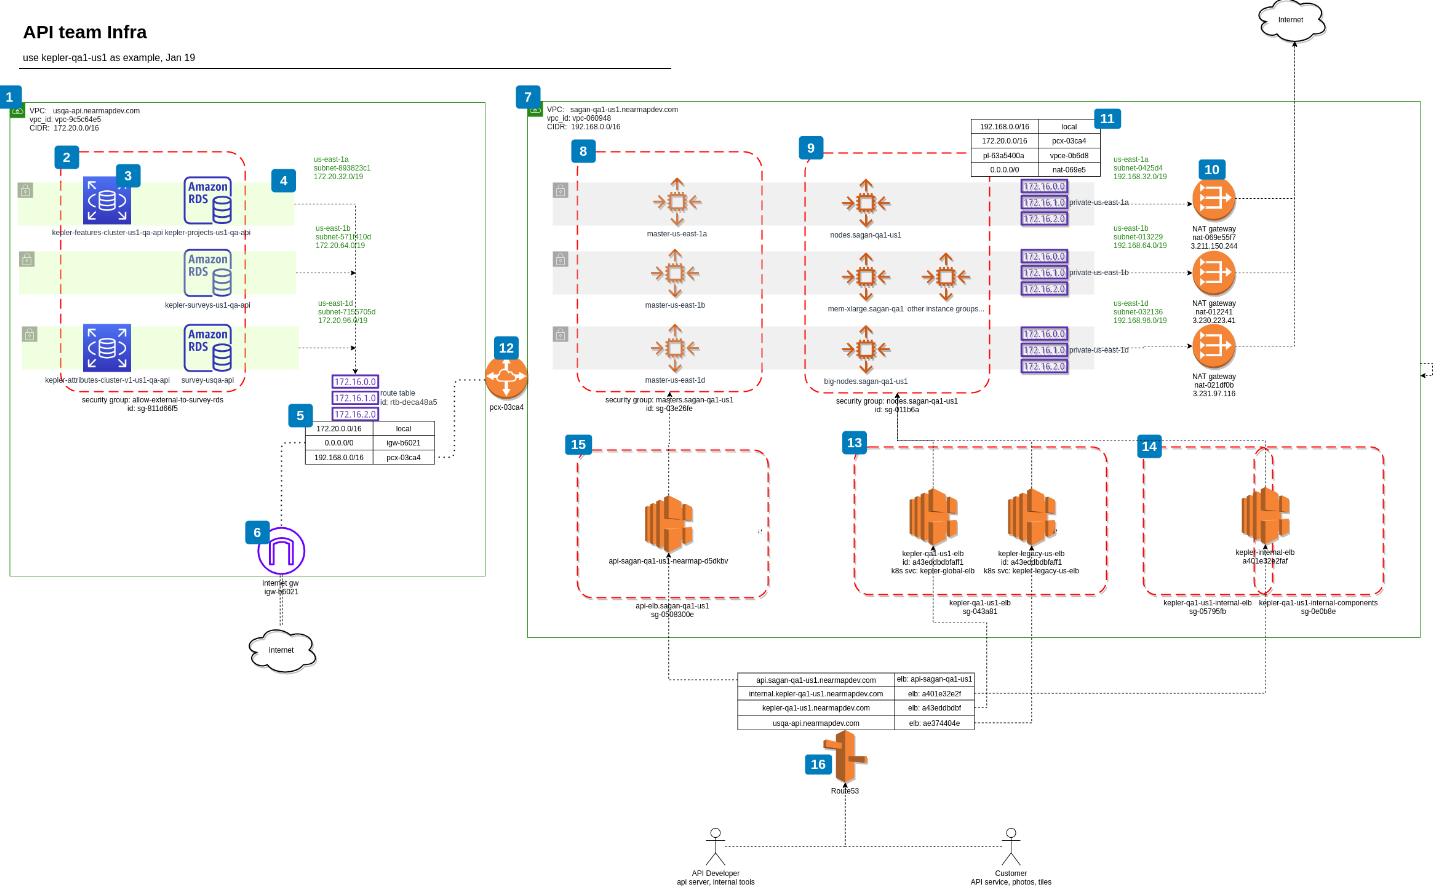 API team Infra
use kepler-qa1-us1 as example, Jan 19
Internet
1
VPC: usqa-api.nearmapdev.com
vpc_id: vpc-9c5c64e5
CIDR: 172.20.0.0/16
2
3
4
us-east-1a
subnet-893823c1
172.20.32.0/19
kepler-features-cluster-us1-qa-api
Amazon
RDS
kepler-projects-us1-qa-api
us-east-1b
172.20.64.0/19
Amazon
RDS
kepler-surveys-us1-qa-api
us-east-1d
172.20.96.0/19
kepler-attributes-cluster-v1-us1-qa-api
Amazon
RDS
survey-usqa-api
security group: allow-external-to-survey-rds
id: sg-811d66f5
172.16.0.0
172.16.1.0
172.16.2.0
route table
id: rtb-deca48a5
5
172.20.0.0/16 local
0.0.0.0/0 igw-b6021
192.168.0.0/16 pcx-03ca4
6
internet gw
igw-b6021
Internet
12
pcx-03ca4
7
VPC: sagan-qa1-us1.nearmapdev.com
vpc_id: vpc-060948
CIDR: 192.168.0.0/16
8
master-us-east-1a
master-us-east-1b
master-us-east-1d
security group: masters.sagan-qa1-us1
id: sg-03e26fe
9
nodes.sagan-qa1-us1
mem-xlarge.sagan-qa1
other instance groups...
big-nodes.sagan-qa1-us1
security group: nodes.sagan-qa1-us1
id: sg-011b6a
11
192.168.0.0/16 local
172.20.0.0/16 pcx-03ca4
pl-63a5400a vpce-0b6d8
0.0.0.0/0 nat-069e5
172.16.0.0
172.16.1.0
172.16.2.0
private-us-east-1a
172.16.0.0
172.16.1.0
172.16.2.0
private-us-east-1b
172.16.0.0
172.16.1.0
172.16.2.0
private-us-east-1d
us-east-1a
subnet-0425d4
192.168.32.0/19
us-east-1b
subnet-013229
192.168.64.0/19
us-east-1d
subnet-032136
192.168.96.0/19
10
NAT gateway
nat-069e55f7
3.211.150.244
NAT gateway
nat-012241
3.230.223.41
NAT gateway
nat-021df0b
3.231.97.116
15
api-sagan-qa1-us1-nearmap-d5dkbv
api-elb.sagan-qa1-us1
sg-0508300e
13
kepler-qa1-us1-elb
id: a43eddbdbfaff1
k8s svc: kepler-global-elb
kepler-legacy-us-elb
id: a43eddbdbfaff1
k8s svc: kepler-legacy-us-elb
kepler-qa1-us1-elb
sg-043a81
14
kepler-internal-elb
a401e32e2faf
kepler-qa1-us1-internal-elb
sg-05795fb
kepler-qa1-us1-internal-components
sg-0e0b8e
api.sagan-qa1-us1.nearmapdev.com elb: api-sagan-qa1-us1
internal.kepler-qa1-us1.nearmapdev.com elb: a401e32e2f
kepler-qa1-us1.nearmapdev.com elb: a43eddbdbf
usqa-api.nearmapdev.com elb: ae374404e
16
Route53
API Developer
api server, internal tools
Customer
API service, photos, tiles